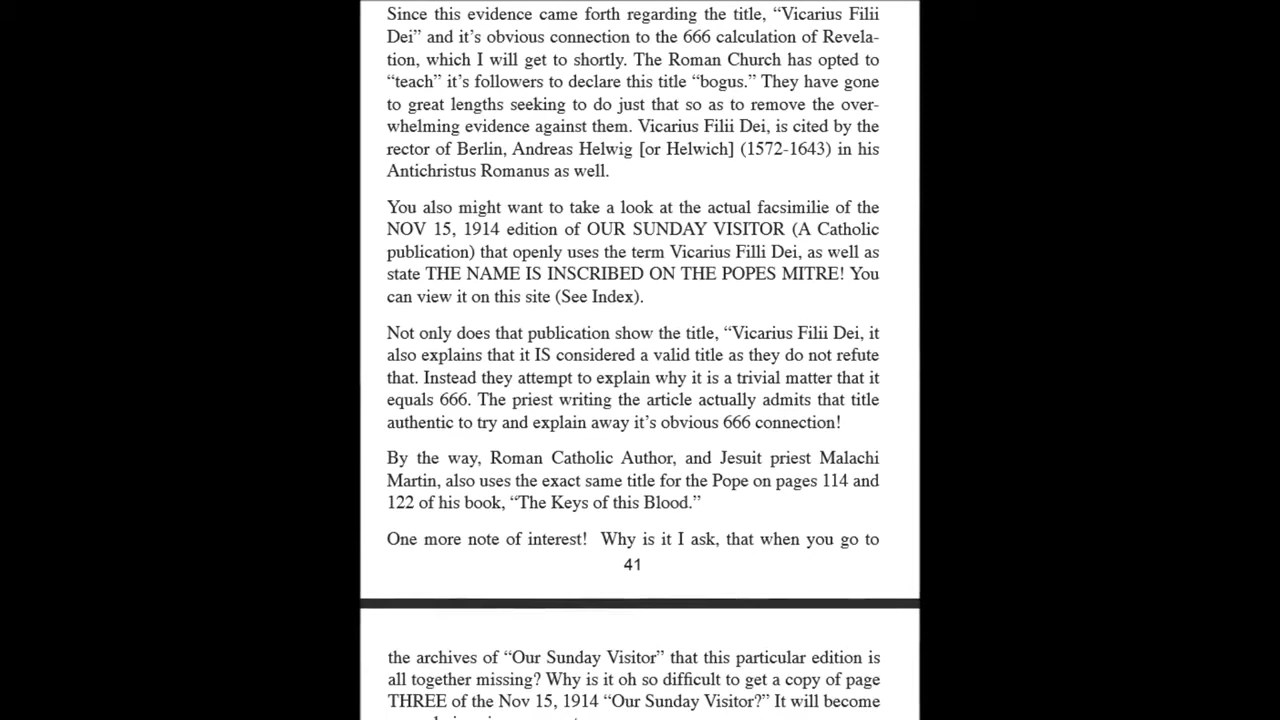 Since this evidence came forth regarding the title, “Vicarius Filii
Dei” and it’s obvious connection to the 666 calculation of Revela-
tion, which I will get to shortly. The Roman Church has opted to
“teach” it’s followers to declare this title “bogus.” They have gone
to great lengths seeking to do just that so as to remove the over-
whelming evidence against them. Vicarius Filii Dei, is cited by the
rector of Berlin, Andreas Helwig [or Helwich] (1572-1643) in his
Antichristus Romanus as well.
You also might want to take a look at the actual facsimilie of the
NOV 15, 1914 edition of OUR SUNDAY VISITOR (A Catholic
publication) that openly uses the term Vicarius Filli Dei, as well as
state THE NAME IS INSCRIBED ON THE POPES MITRE! You
can view it on this site (See Index).
Not only does that publication show the title, “Vicarius Filii Dei, it
also explains that it IS considered a valid title as they do not refute
that. Instead they attempt to explain why it is a trivial matter that it
equals 666. The priest writing the article actually admits that title
authentic to try and explain away it’s obvious 666 connection!
By the way, Roman Catholic Author, and Jesuit priest Malachi
Martin, also uses the exact same title for the Pope on pages 114 and
122 of his book, “The Keys of this Blood.”
One more note of interest! Why is it I ask, that when you go to
41
the archives of “Our Sunday Visitor” that this particular edition is
all together missing? Why is it oh so difficult to get a copy of page
THREE of the Nov 15, 1914 “Our Sunday Visitor?” It will become